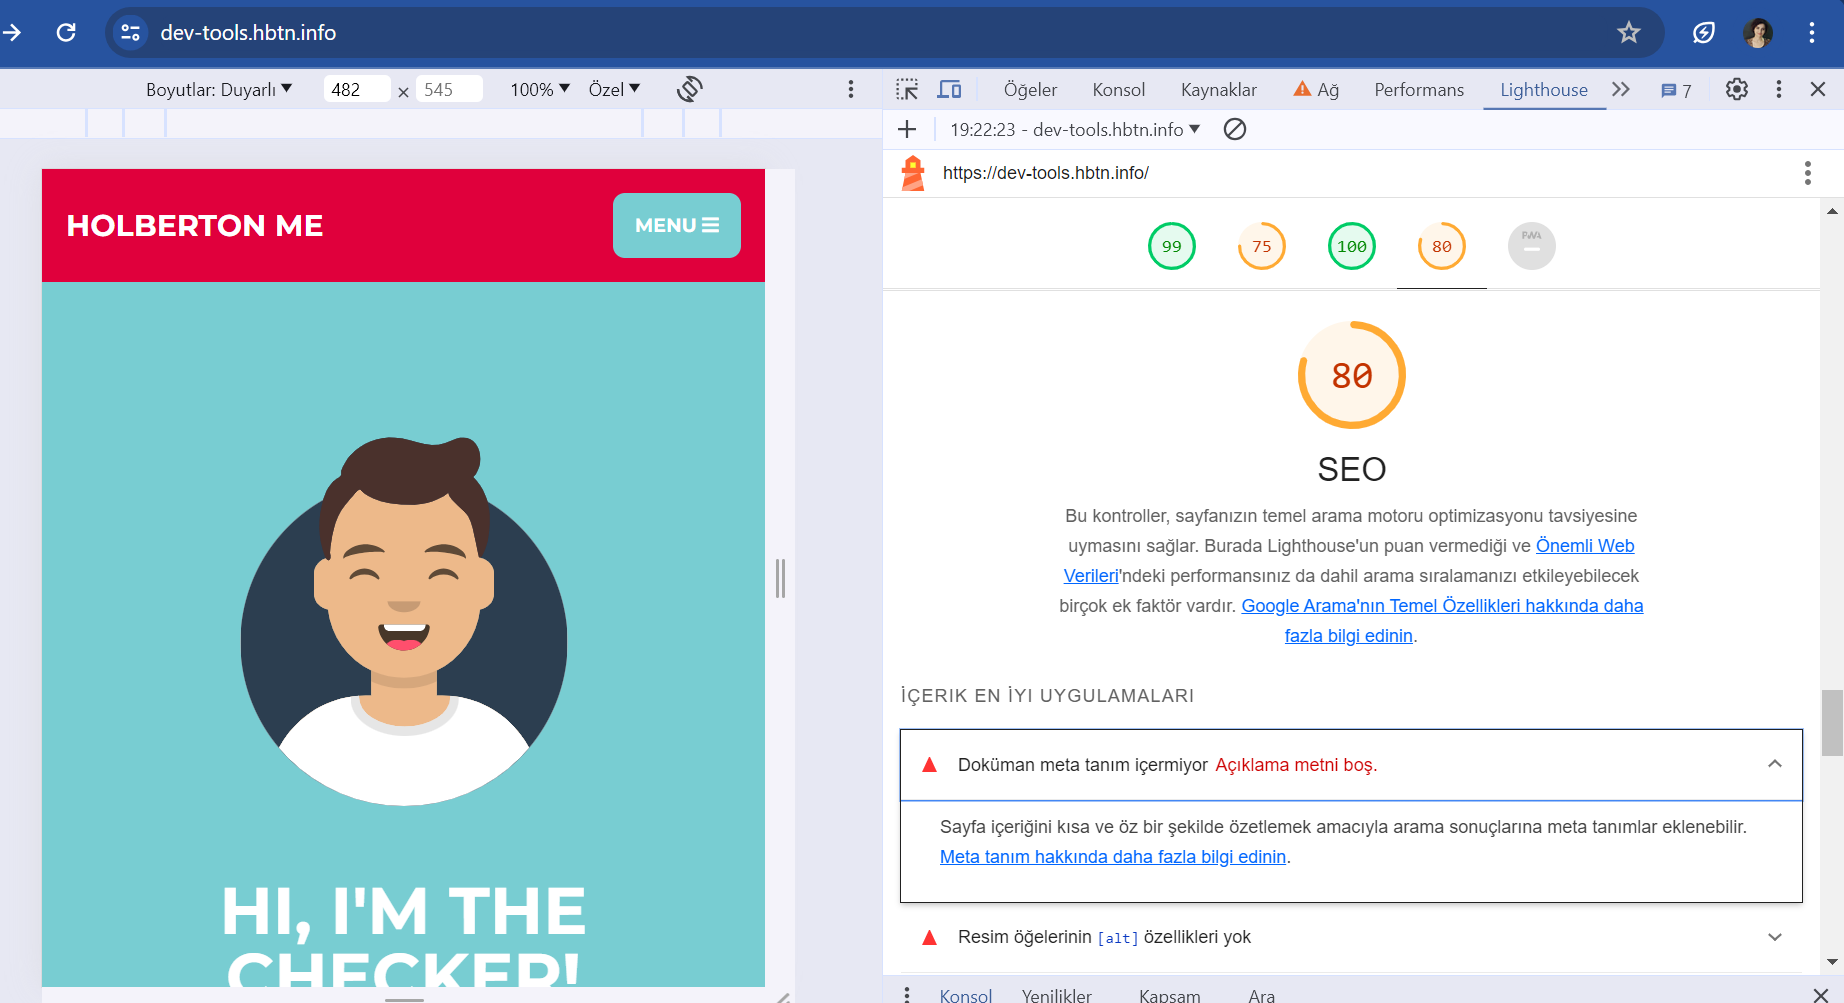 dev-tools.hbtn.info
Boyutlar: Duyarlı 482 × 545 100% Özel
Öğeler Konsol Kaynaklar Ağ Performans Lighthouse 7
19:22:23 - dev-tools.hbtn.info
https://dev-tools.hbtn.info/
HOLBERTON ME
MENU
HI, I'M THE
CHECKER!
99 75 100 80 PWA
80
SEO
Bu kontroller, sayfanızın temel arama motoru optimizasyonu tavsiyesine
uymasını sağlar. Burada Lighthouse'un puan vermediği ve Önemli Web
Verileri'ndeki performansınız da dahil arama sıralamanızı etkileyebilecek
birçok ek faktör vardır. Google Arama'nın Temel Özellikleri hakkında daha
fazla bilgi edinin.
İÇERIK EN İYI UYGULAMALARI
Doküman meta tanım içermiyor Açıklama metni boş.
Sayfa içeriğini kısa ve öz bir şekilde özetlemek amacıyla arama sonuçlarına meta tanımlar eklenebilir.
Meta tanım hakkında daha fazla bilgi edinin.
Resim öğelerinin [alt] özellikleri yok
Konsol Yenilikler Kapsam Ara